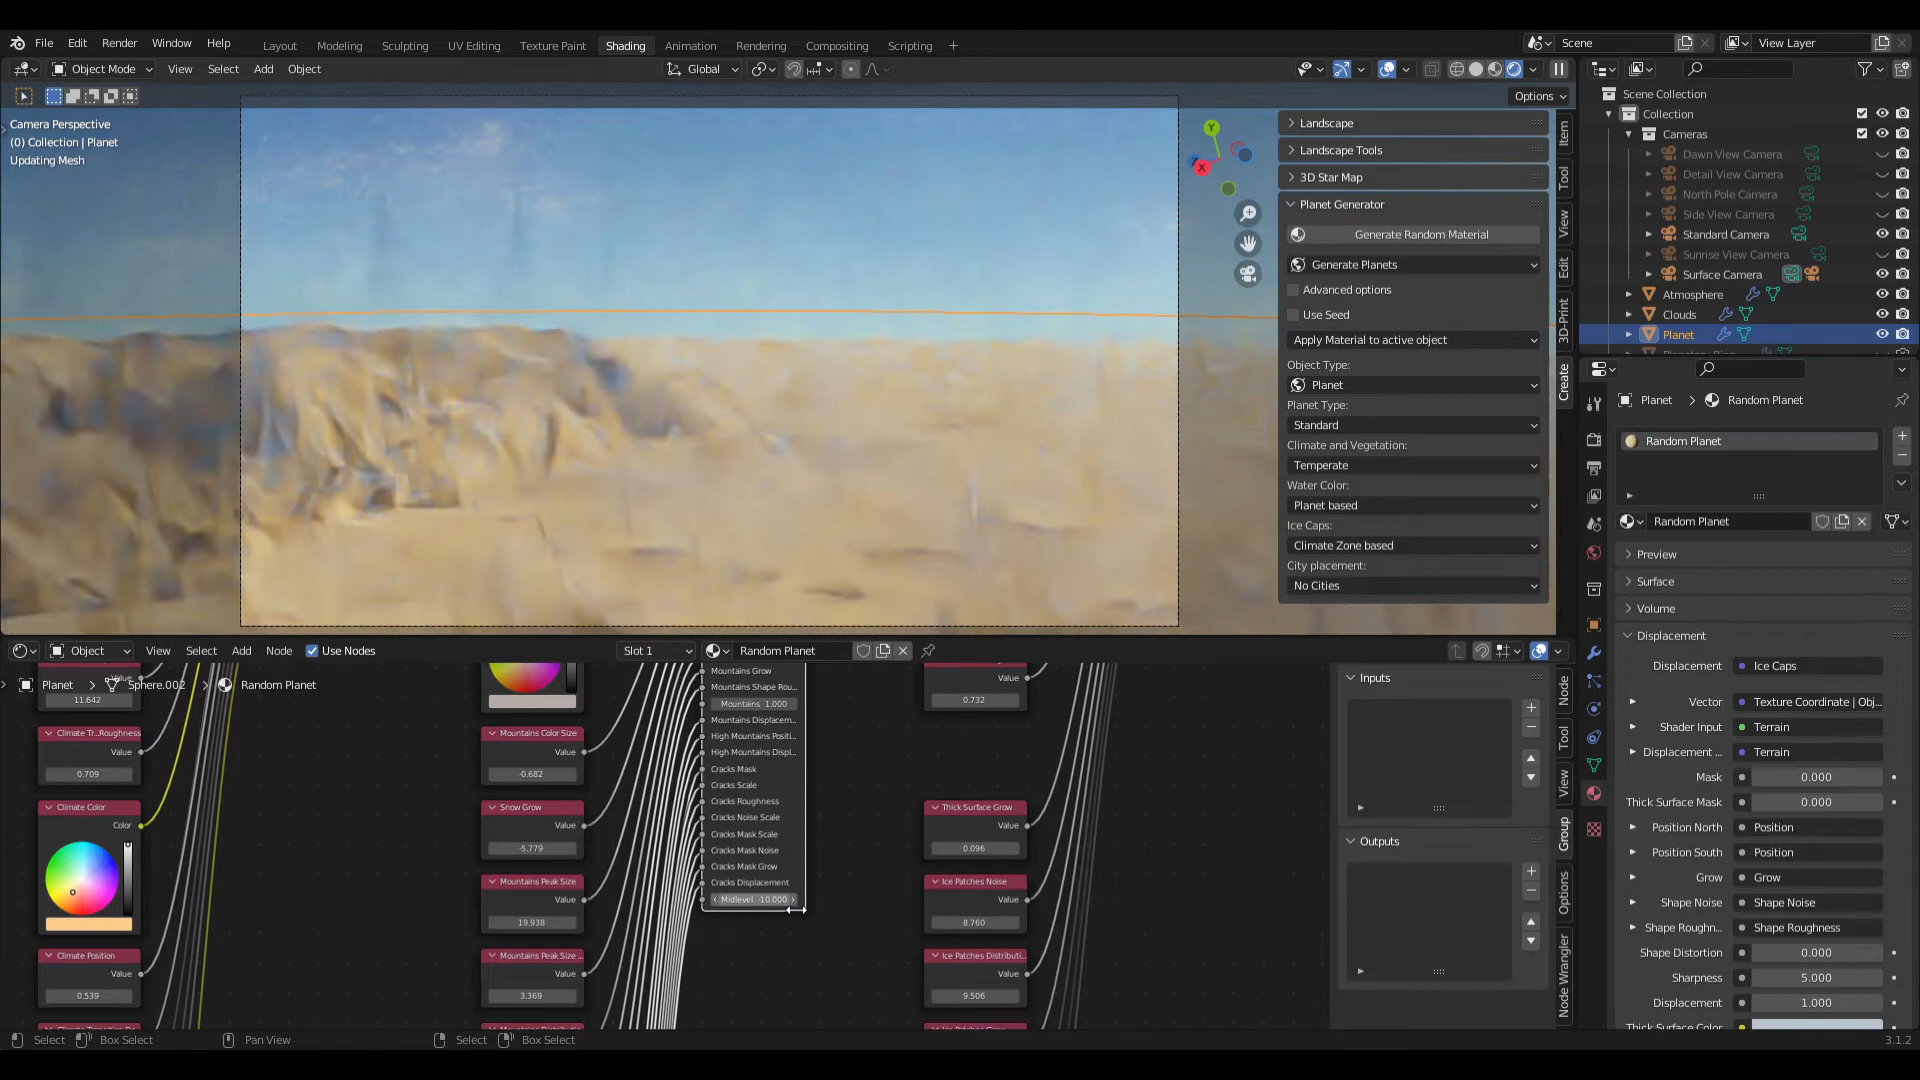 File Edit Render Window Help
Layout Modeling Sculpting UV Editing Texture Paint Shading Animation Rendering Compositing Scripting +
Scene
View Layer
Object Mode View Select Add Object
Global
Options
Camera Perspective
(0) Collection | Planet
Updating Mesh
Y
X
Landscape
Landscape Tools
3D Star Map
Planet Generator
Generate Random Material
Generate Planets
Advanced options
Use Seed
Apply Material to active object
Object Type:
Planet
Planet Type:
Standard
Climate and Vegetation:
Temperate
Water Color:
Planet based
Ice Caps:
Climate Zone based
City placement:
No Cities
Item
Tool
View
Edit
3D-Print
Create
Scene Collection
Collection
Cameras
Dawn View Camera
Detail View Camera
North Pole Camera
Side View Camera
Standard Camera
Sunrise View Camera
Surface Camera
Atmosphere
Clouds
Planet
Planet > Random Planet
Random Planet
Random Planet
Preview
Surface
Volume
Displacement
Displacement Ice Caps
Vector Texture Coordinate | Obj...
Shader Input Terrain
Displacement ... Terrain
Mask 0.000
Thick Surface Mask 0.000
Position North Position
Position South Position
Grow Grow
Shape Noise Shape Noise
Shape Roughn... Shape Roughness
Shape Distortion 0.000
Sharpness 5.000
Displacement 1.000
Thick Surface Color
Object View Select Add Node Use Nodes
Slot 1
Random Planet
Planet > Sphere.002 > Random Planet
11.642
Climate Tr...Roughness
Value
0.709
Climate Color
Color
Climate Position
Value
0.539
Mountains Color Size
Value
-0.682
Snow Grow
Value
-5.779
Mountains Peak Size
Value
19.938
Mountains Peak Size ...
Value
3.369
Mountains Grow
Mountains Shape Rou...
Mountains 1.000
Mountains Displacem...
High Mountains Positi...
High Mountains Displ...
Cracks Mask
Cracks Scale
Cracks Roughness
Cracks Noise Scale
Cracks Mask Scale
Cracks Mask Noise
Cracks Mask Grow
Cracks Displacement
Midlevel -10.000
Value
0.732
Thick Surface Grow
Value
0.096
Ice Patches Noise
Value
8.760
Ice Patches Distributi...
Value
9.506
Inputs
Outputs
Node
Tool
View
Group
Options
Node Wrangler
Select Box Select Pan View Select Box Select
3.1.2